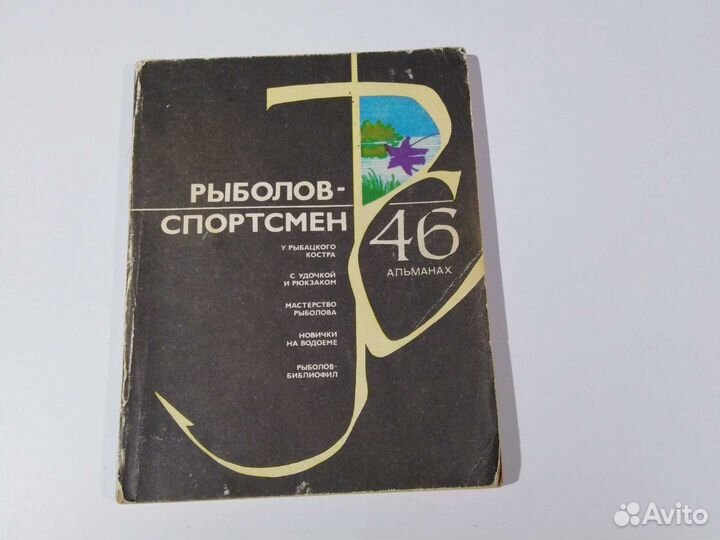 РЫБОЛОВ-
СПОРТСМЕН
46
АЛЬМАНАХ
У РЫБАЦКОГО
КОСТРА
С УДОЧКОЙ
И РЮКЗАКОМ
МАСТЕРСТВО
РЫБОЛОВА
НОВИЧКИ
НА ВОДОЕМЕ
РЫБОЛОВ-
БИБЛИОФИЛ
Avito